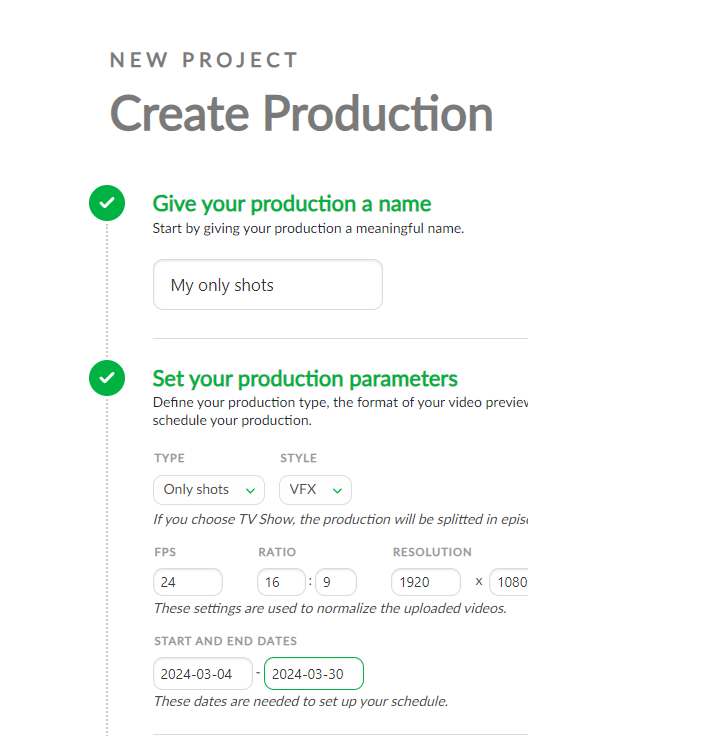 NEW PROJECT
Create Production
Give your production a name
Start by giving your production a meaningful name.
My only shots
Set your production parameters
Define your production type, the format of your video preview
schedule your production.
TYPE STYLE
Only shots VFX
If you choose TV Show, the production will be splitted in epis
FPS RATIO RESOLUTION
24 16 : 9 1920 x 1080
These settings are used to normalize the uploaded videos.
START AND END DATES
2024-03-04 - 2024-03-30
These dates are needed to set up your schedule.